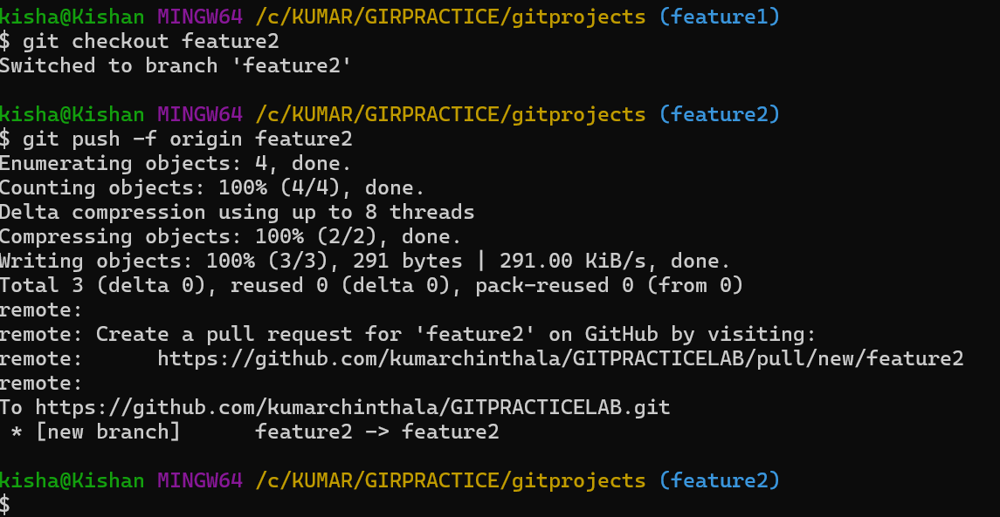 kisha@Kishan MINGW64 /c/KUMAR/GIRPRACTICE/gitprojects (feature1)
$ git checkout feature2
Switched to branch 'feature2'
kisha@Kishan MINGW64 /c/KUMAR/GIRPRACTICE/gitprojects (feature2)
$ git push -f origin feature2
Enumerating objects: 4, done.
Counting objects: 100% (4/4), done.
Delta compression using up to 8 threads
Compressing objects: 100% (2/2), done.
Writing objects: 100% (3/3), 291 bytes | 291.00 KiB/s, done.
Total 3 (delta 0), reused 0 (delta 0), pack-reused 0 (from 0)
remote:
remote: Create a pull request for 'feature2' on GitHub by visiting:
remote:      https://github.com/kumarchinthala/GITPRACTICELAB/pull/new/feature2
remote:
To https://github.com/kumarchinthala/GITPRACTICELAB.git
 * [new branch]      feature2 -> feature2
kisha@Kishan MINGW64 /c/KUMAR/GIRPRACTICE/gitprojects (feature2)
$